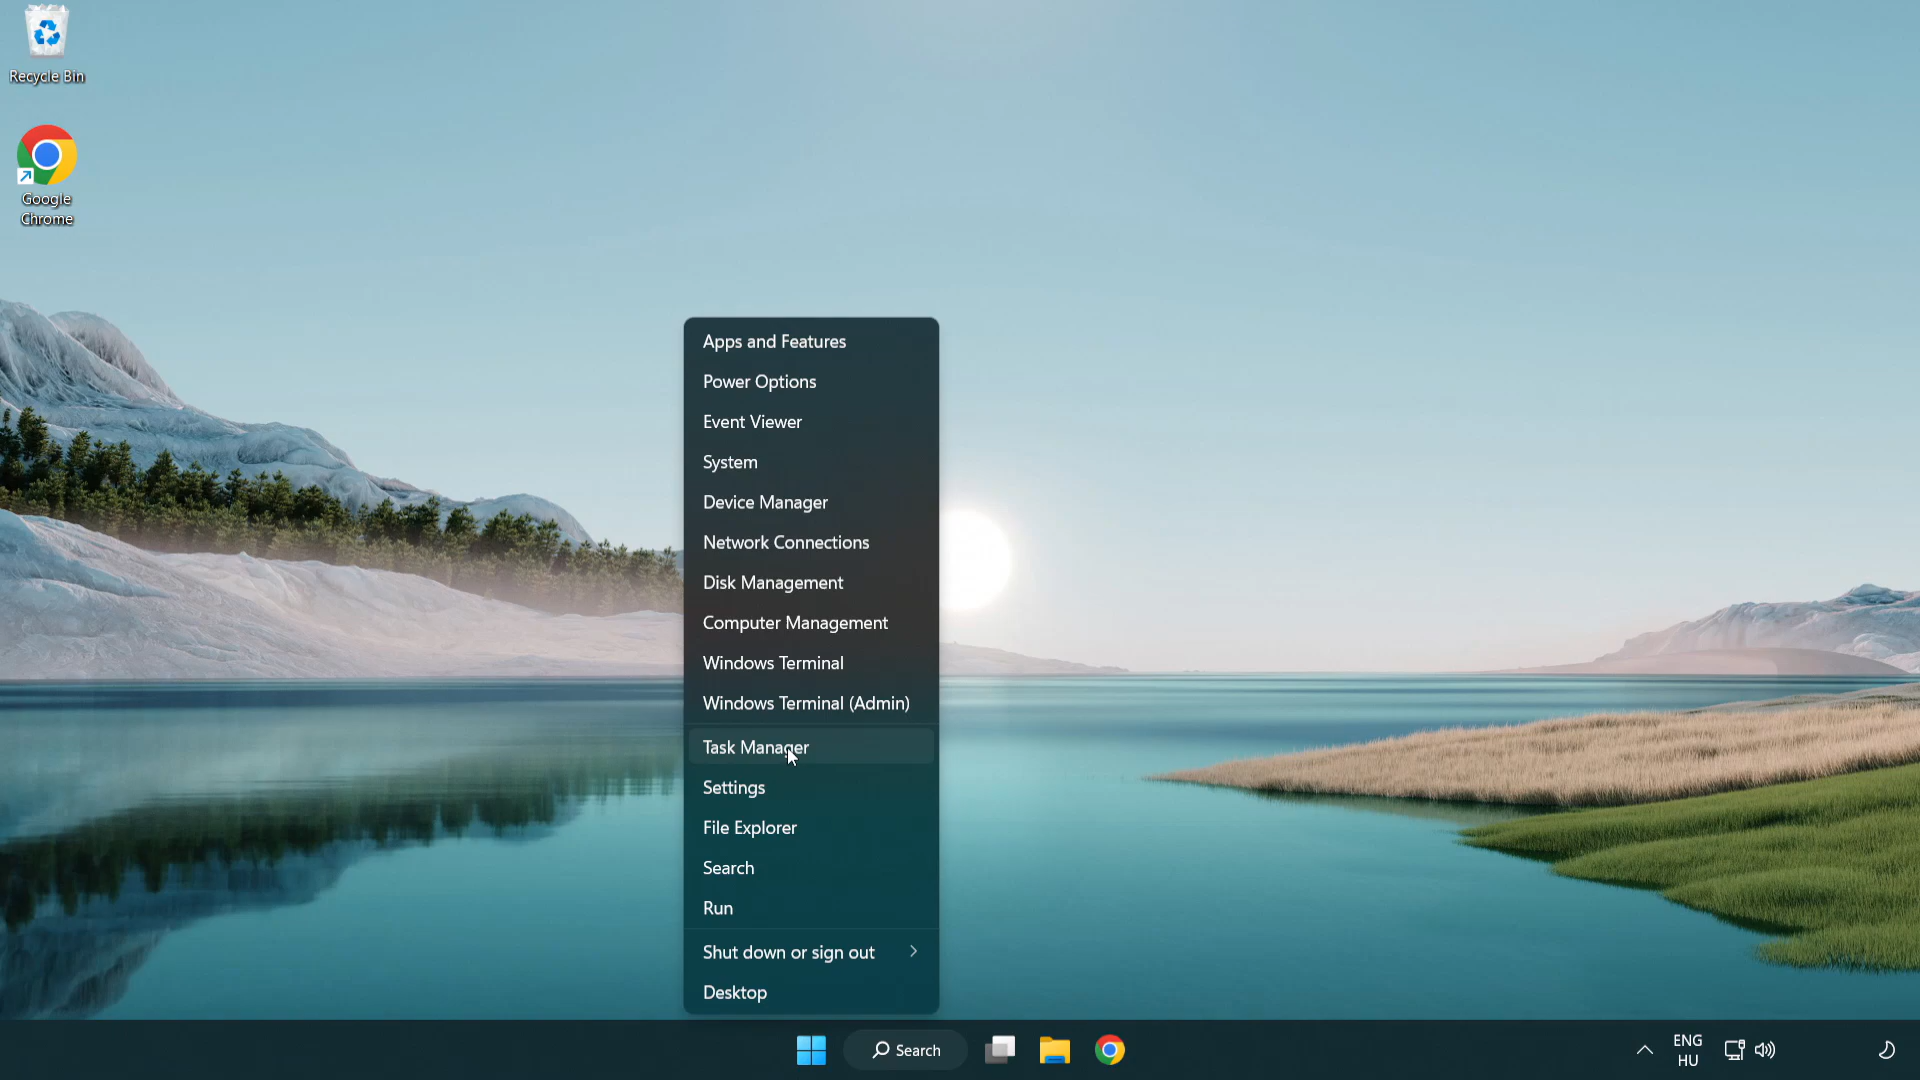 Recycle Bin
Google
Chrome
Apps and Features
Power Options
Event Viewer
System
Device Manager
Network Connections
Disk Management
Computer Management
Windows Terminal
Windows Terminal (Admin)
Task Manager
Settings
File Explorer
Search
Run
Shut down or sign out
Desktop
Search
ENG
HU